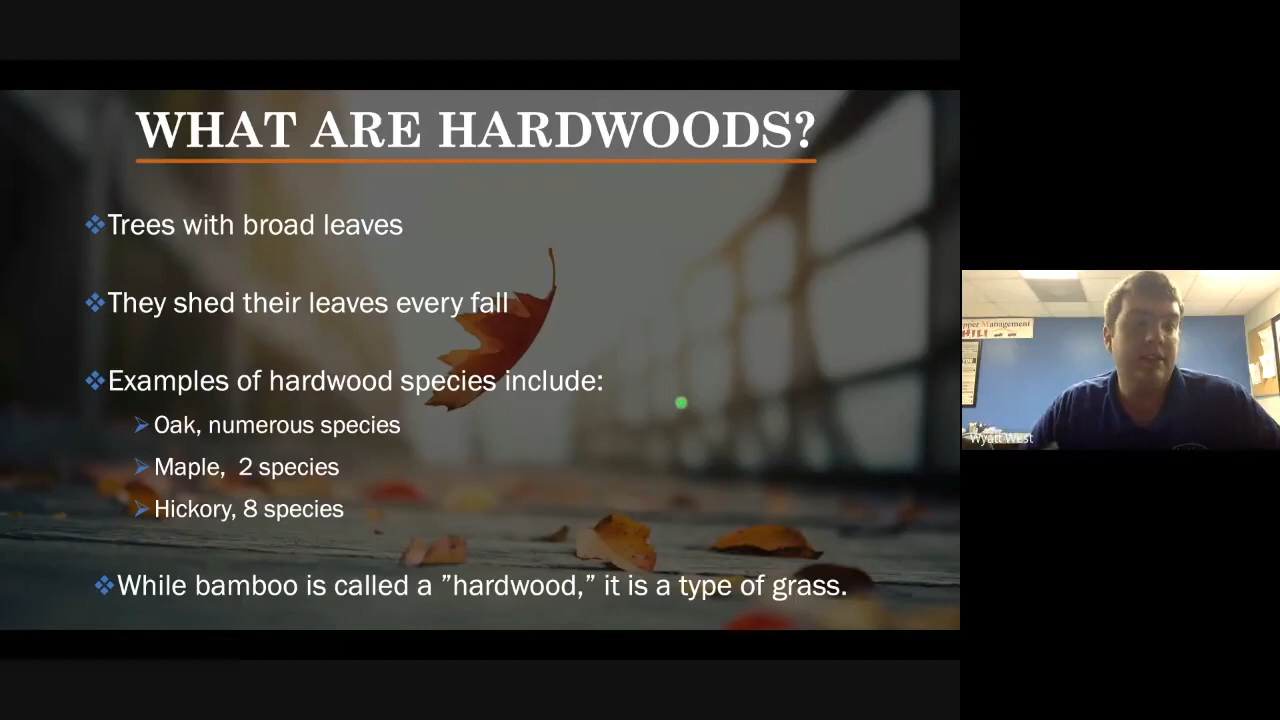 WHAT ARE HARDWOODS?
Trees with broad leaves
They shed their leaves every fall
Examples of hardwood species include:
Oak, numerous species
Maple,  2 species
Hickory, 8 species
While bamboo is called a ”hardwood,” it is a type of grass.
pper Management
Wyatt West